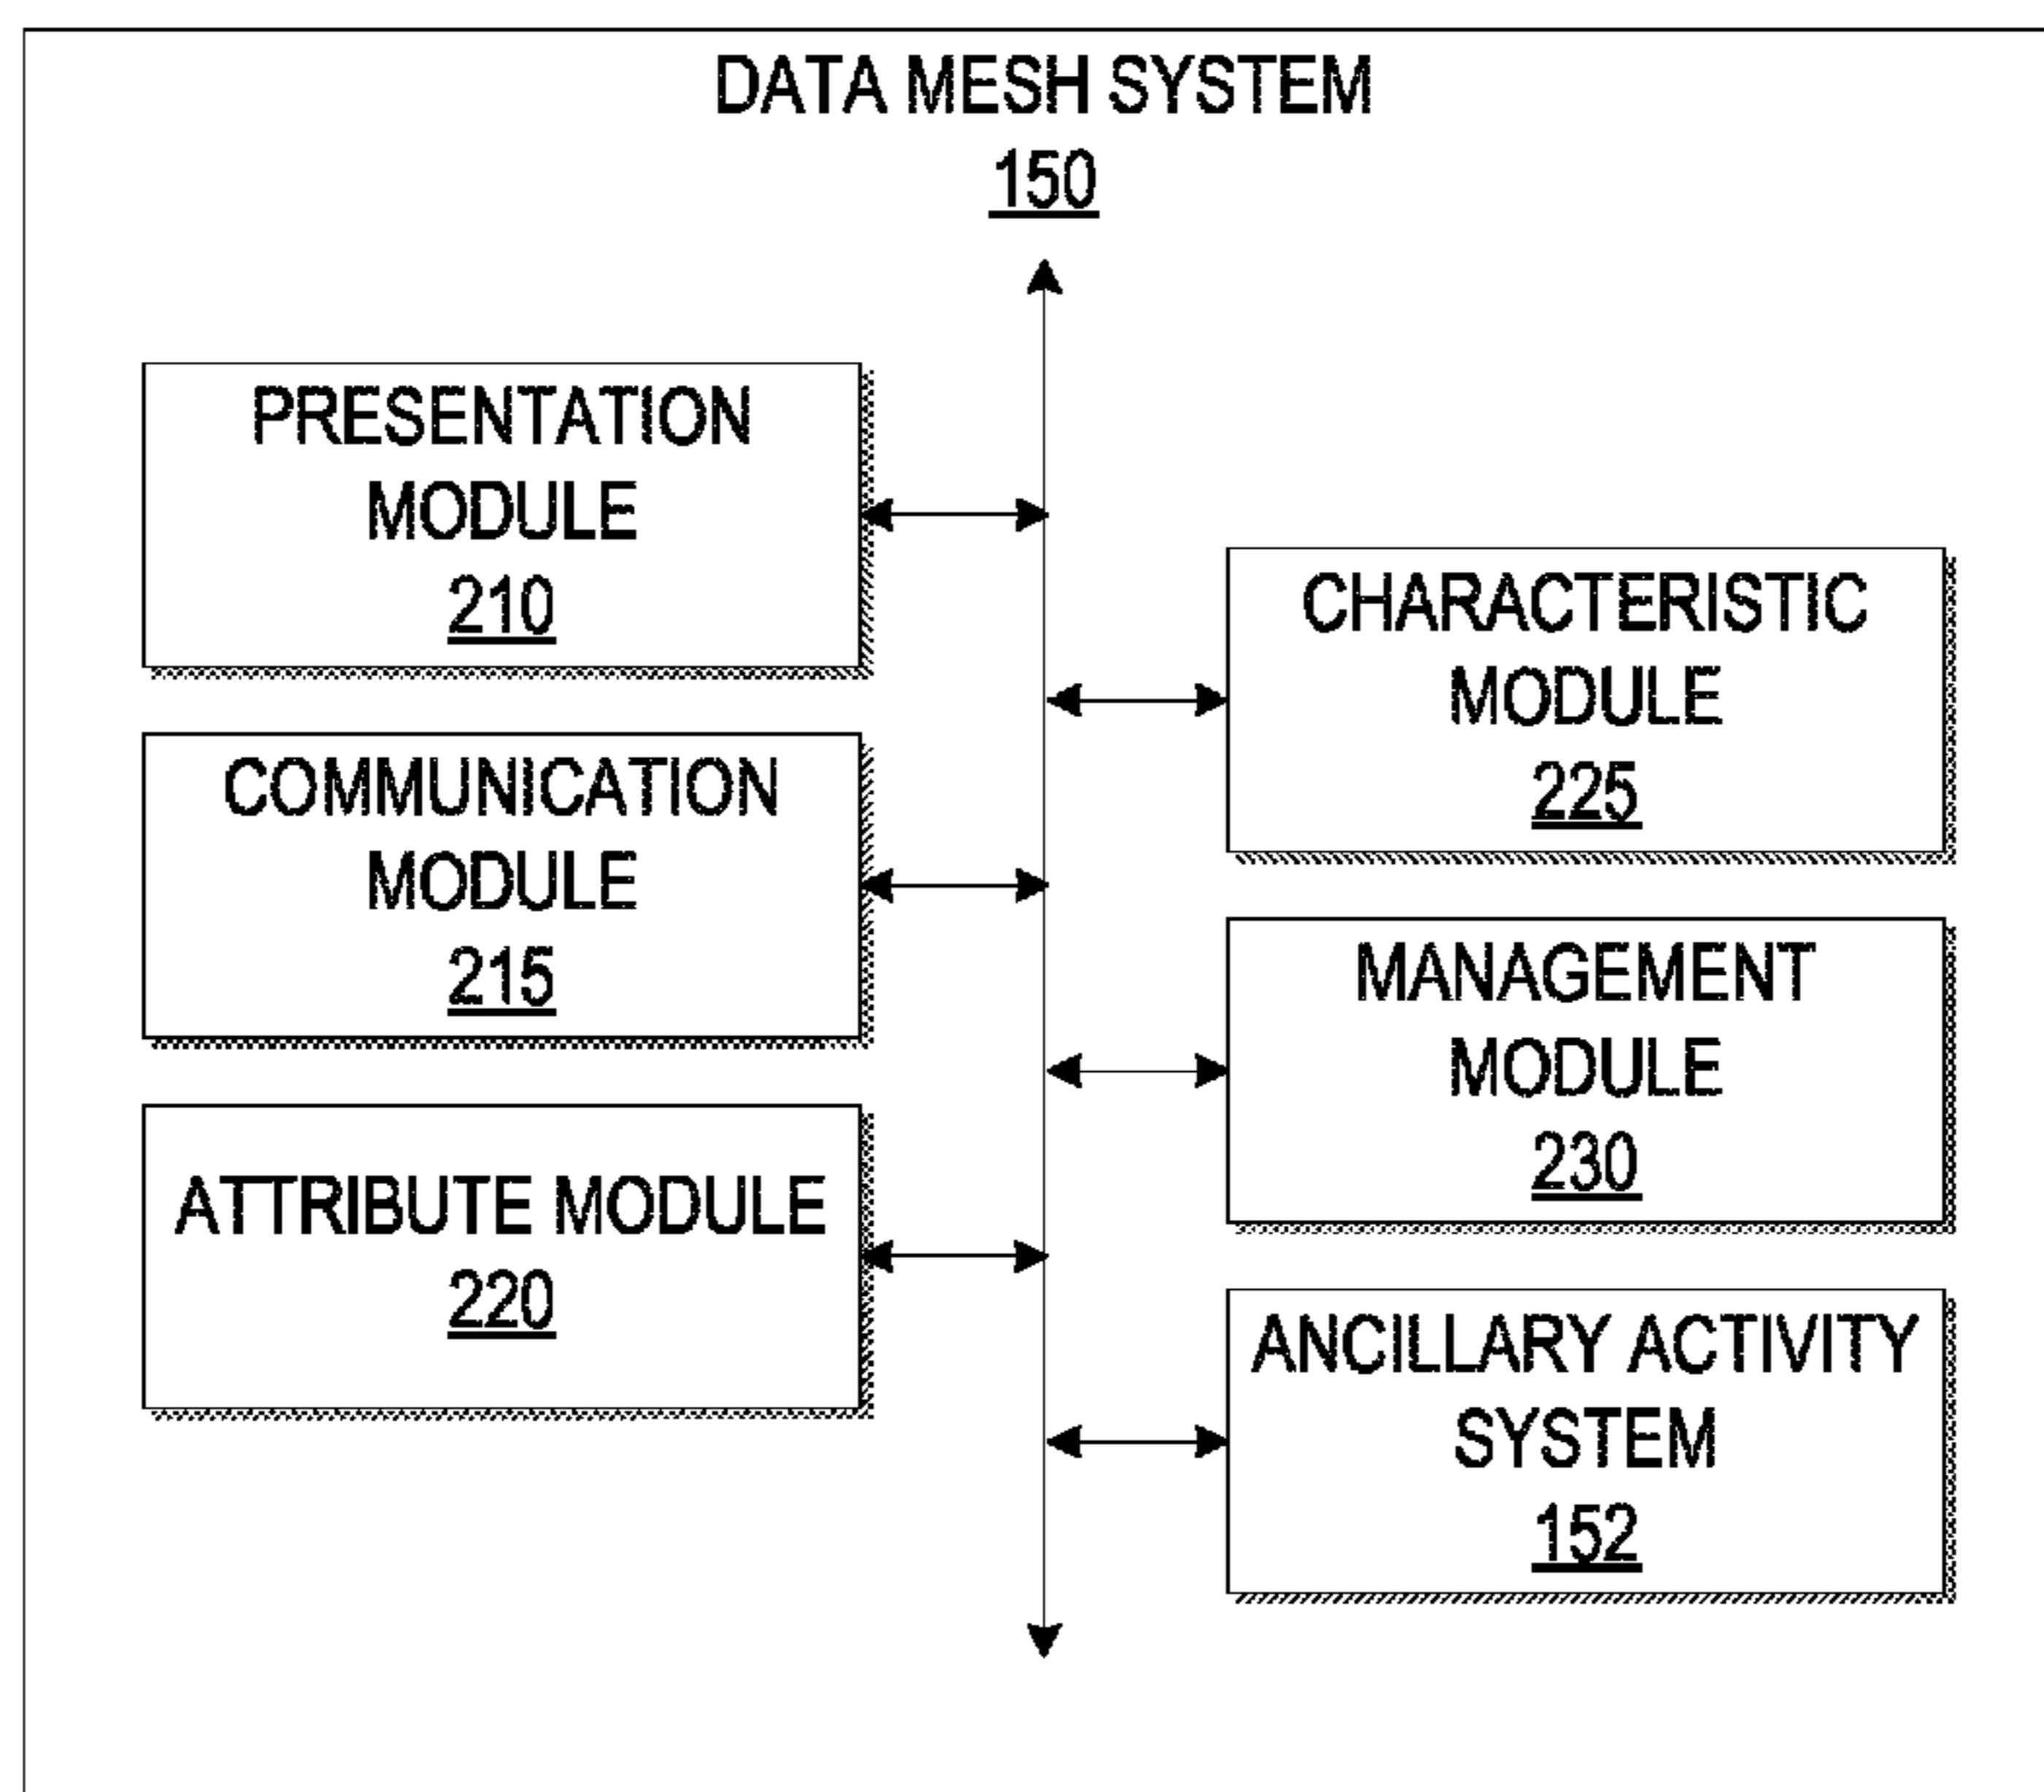 DATA MESH SYSTEM
150
PRESENTATION
MODULE
210
COMMUNICATION
MODULE
215
ATTRIBUTE MODULE
220
CHARACTERISTIC
MODULE
225
MANAGEMENT
MODULE
230
ANCILLARY ACTIVITY
SYSTEM
152